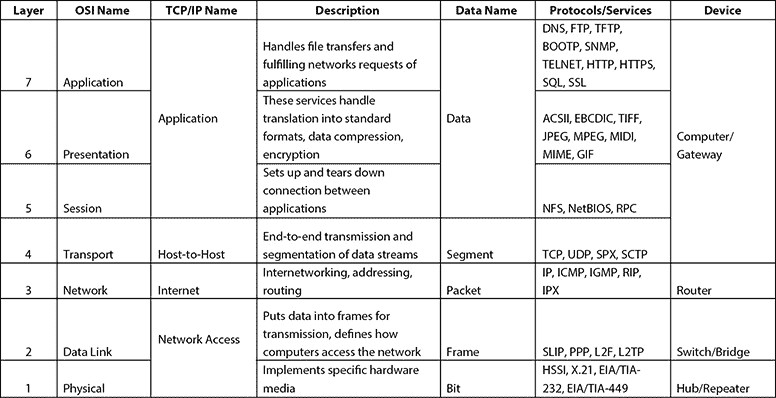 Layer OSI Name TCP/IP Name Description Data Name Protocols/Services Device
7 Application Application Handles file transfers and
fulfilling networks requests of
applications Data DNS, FTP, TFTP,
BOOTP, SNMP,
TELNET, HTTP, HTTPS,
SQL, SSL Computer/
Gateway
6 Presentation These services handle
translation into standard
formats, data compression,
encryption ACSII, EBCDIC, TIFF,
JPEG, MPEG, MIDI,
MIME, GIF
5 Session Sets up and tears down
connection between
applications NFS, NetBIOS, RPC
4 Transport Host-to-Host End-to-end transmission and
segmentation of data streams Segment TCP, UDP, SPX, SCTP
3 Network Internet Internetworking, addressing,
routing Packet IP, ICMP, IGMP, RIP,
IPX Router
2 Data Link Network Access Puts data into frames for
transmission, defines how
computers access the network Frame SLIP, PPP, L2F, L2TP Switch/Bridge
1 Physical Implements specific hardware
media Bit HSSI, X.21, EIA/TIA-
232, EIA/TIA-449 Hub/Repeater